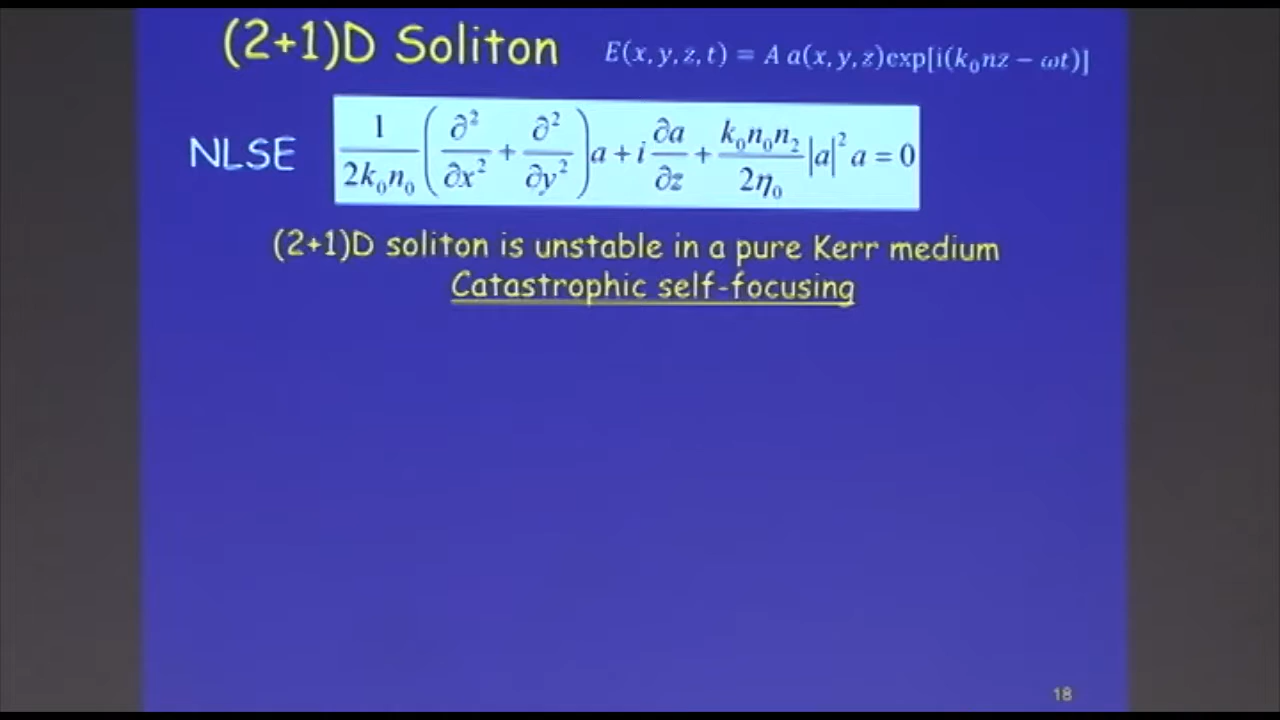 (2+1)D Soliton E(x, y, z, t) = A a(x, y, z)exp[i(k₀nz − ωt)]
NLSE 1/(2k₀n₀) (∂²/∂x² + ∂²/∂y²) a + i ∂a/∂z + (k₀n₀n₂)/(2η₀) |a|² a = 0
(2+1)D soliton is unstable in a pure Kerr medium
Catastrophic self-focusing
18